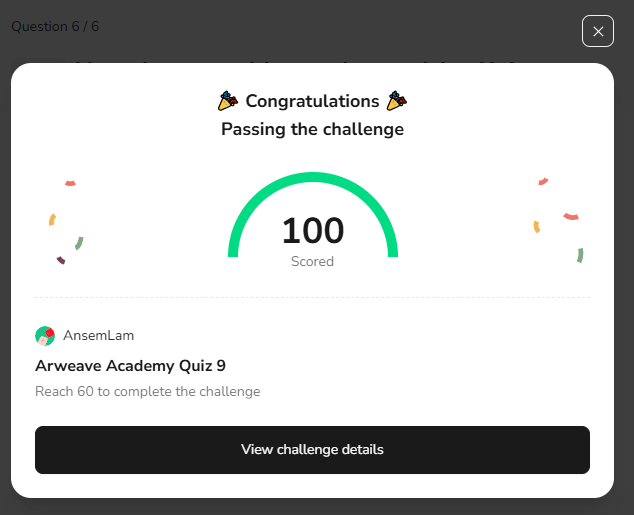 Question 6 / 6
Congratulations
Passing the challenge
100
Scored
AnsemLam
Arweave Academy Quiz 9
Reach 60 to complete the challenge
View challenge details